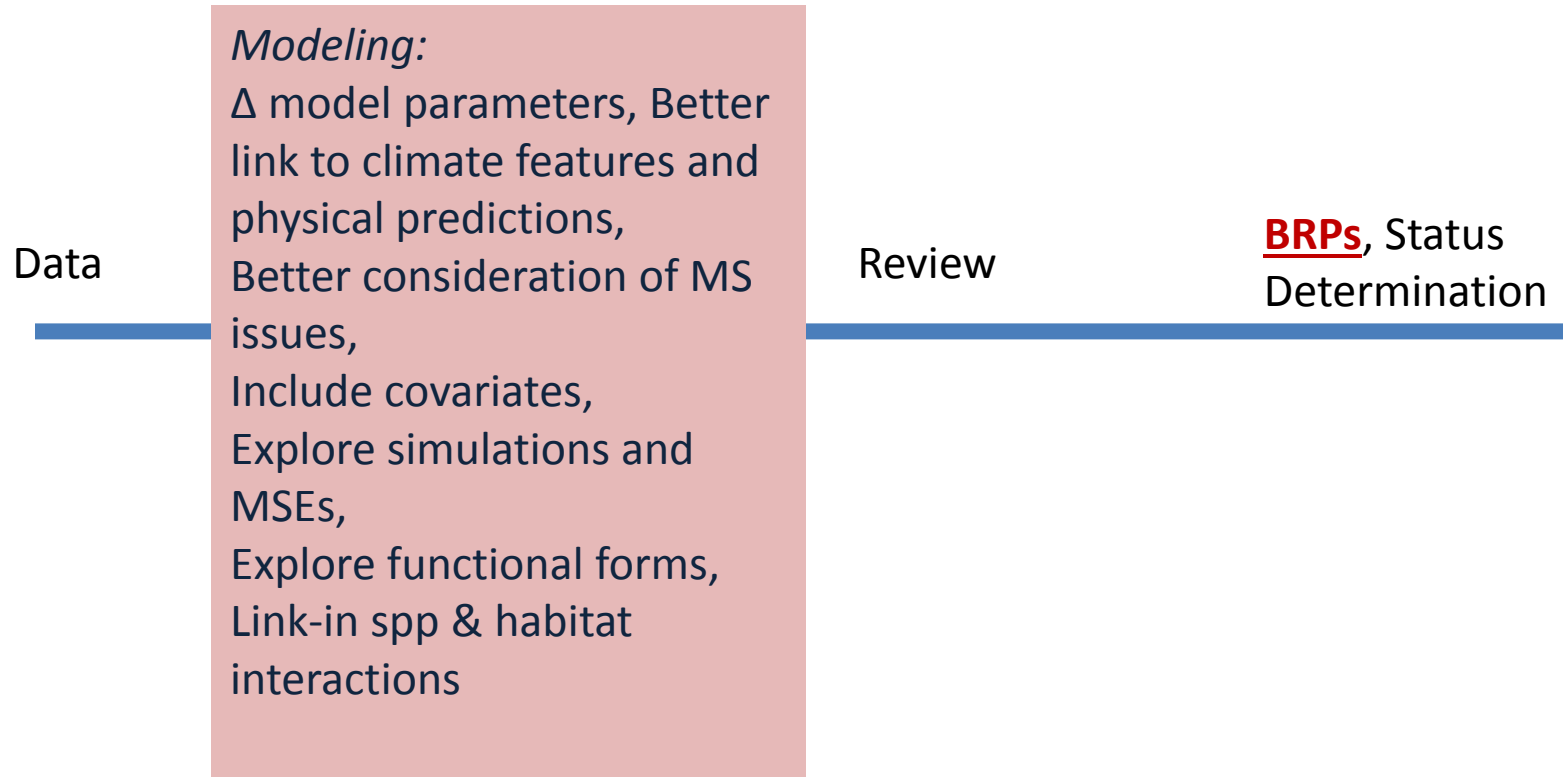 Data
Modeling:
Δ model parameters, Better
link to climate features and
physical predictions,
Better consideration of MS
issues,
Include covariates,
Explore simulations and
MSEs,
Explore functional forms,
Link-in spp & habitat
interactions
Review
BRPs, Status
Determination